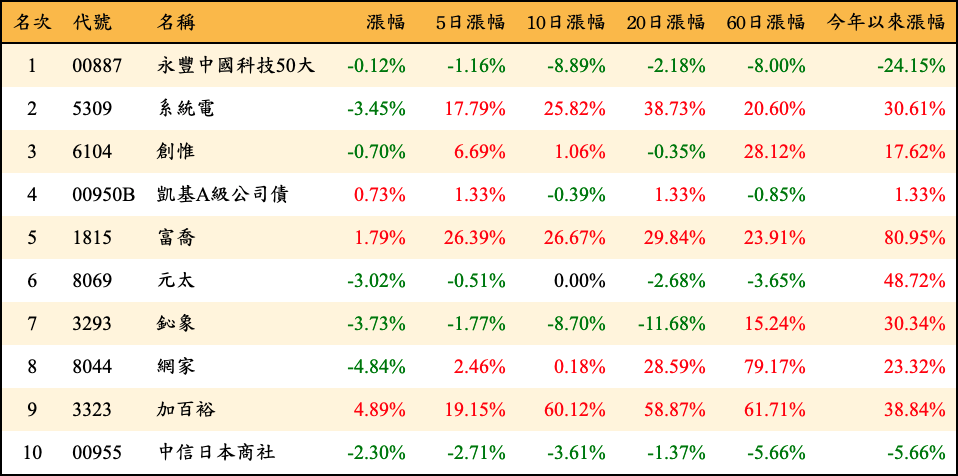 名次 代號 名稱 漲幅 5日漲幅 10日漲幅 20日漲幅 60日漲幅 今年以來漲幅
1 00887 永豐中國科技50大 -0.12% -1.16% -8.89% -2.18% -8.00% -24.15%
2 5309 系統電 -3.45% 17.79% 25.82% 38.73% 20.60% 30.61%
3 6104 創惟 -0.70% 6.69% 1.06% -0.35% 28.12% 17.62%
4 00950B 凱基A級公司債 0.73% 1.33% -0.39% 1.33% -0.85% 1.33%
5 1815 富喬 1.79% 26.39% 26.67% 29.84% 23.91% 80.95%
6 8069 元太 -3.02% -0.51% 0.00% -2.68% -3.65% 48.72%
7 3293 鈊象 -3.73% -1.77% -8.70% -11.68% 15.24% 30.34%
8 8044 網家 -4.84% 2.46% 0.18% 28.59% 79.17% 23.32%
9 3323 加百裕 4.89% 19.15% 60.12% 58.87% 61.71% 38.84%
10 00955 中信日本商社 -2.30% -2.71% -3.61% -1.37% -5.66% -5.66%